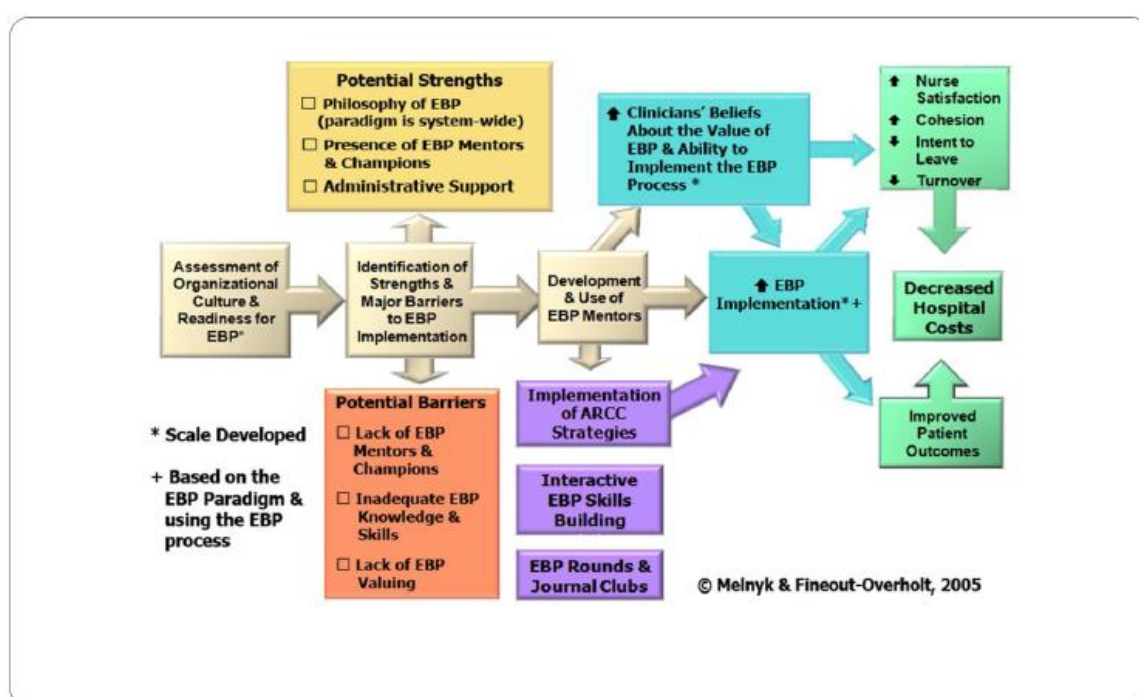 Potential Strengths
☐ Philosophy of EBP
(paradigm is system-wide)
☐ Presence of EBP Mentors
& Champions
☐ Administrative Support
⬆ Clinicians' Beliefs
About the Value of
EBP & Ability to
Implement the EBP
Process *
⬆ Nurse
Satisfaction
⬆ Cohesion
⬇ Intent to
Leave
⬇ Turnover
Assessment of
Organizational
Culture &
Readiness for
EBP*
Identification of
Strengths &
Major Barriers
to EBP
Implementation
Development
& Use of
EBP Mentors
⬆ EBP
Implementation* +
Decreased
Hospital
Costs
Potential Barriers
☐ Lack of EBP
Mentors &
Champions
☐ Inadequate EBP
Knowledge &
Skills
☐ Lack of EBP
Valuing
Implementation
of ARCC
Strategies
Interactive
EBP Skills
Building
EBP Rounds &
Journal Clubs
Improved
Patient
Outcomes
* Scale Developed
+ Based on the
EBP Paradigm &
using the EBP
process
© Melnyk & Fineout-Overholt, 2005